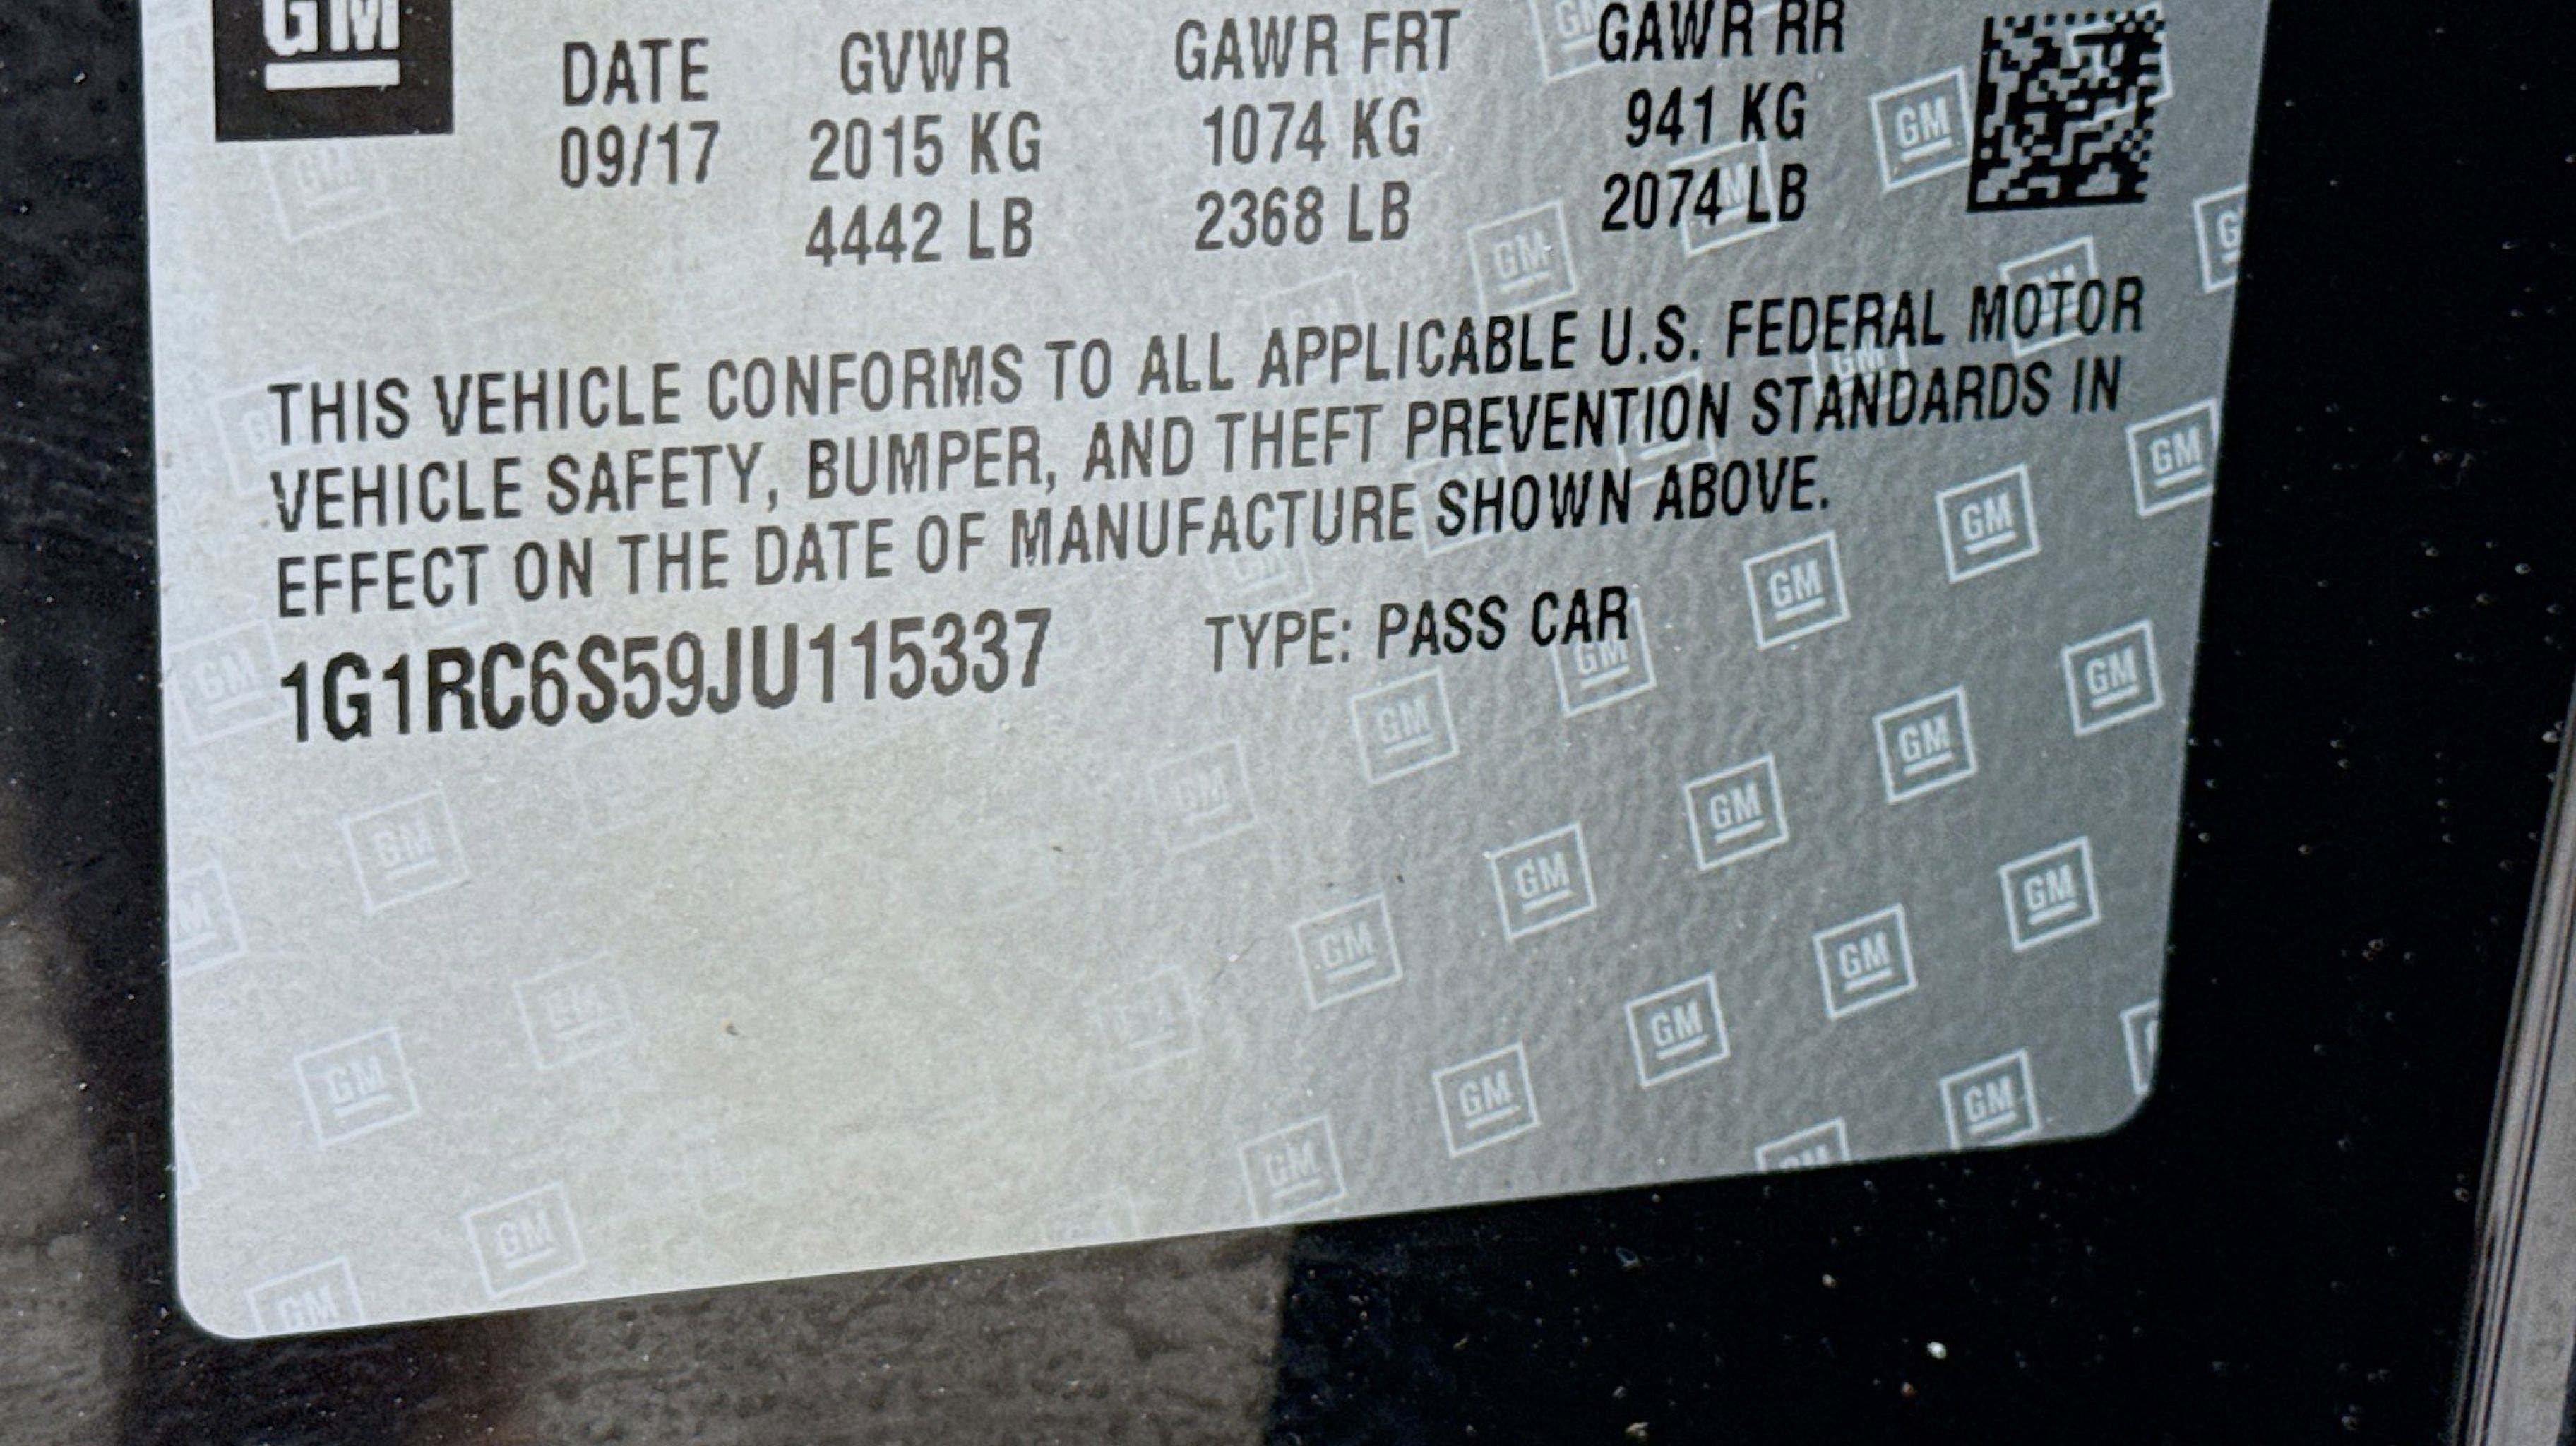 GM
DATE GVWR GAWR FRT GAWR RR
09/17 2015 KG 1074 KG 941 KG
4442 LB 2368 LB 2074 LB
THIS VEHICLE CONFORMS TO ALL APPLICABLE U.S. FEDERAL MOTOR
VEHICLE SAFETY, BUMPER, AND THEFT PREVENTION STANDARDS IN
EFFECT ON THE DATE OF MANUFACTURE SHOWN ABOVE.
1G1RC6S59JU115337 TYPE: PASS CAR